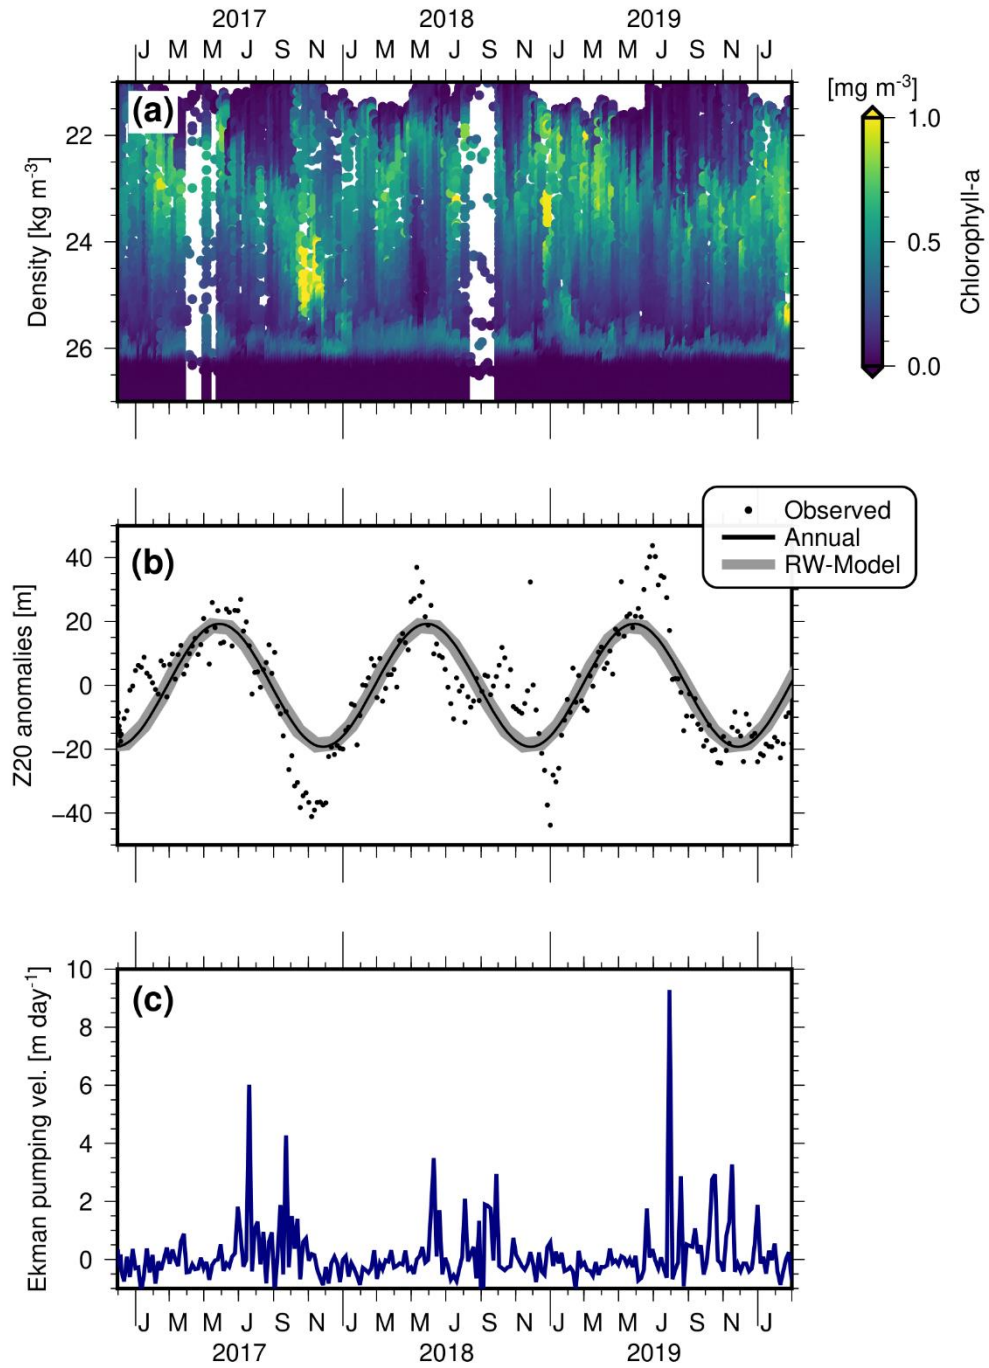 2017 2018 2019
J M M J S N J M M J S N J M M J S N J
(a)
22
24
26
Density [kg m⁻³]
[mg m⁻³]
1.0
0.5
0.0
Chlorophyll-a
(b)
Observed
Annual
RW-Model
40
20
0
−20
−40
Z20 anomalies [m]
(c)
10
8
6
4
2
0
Ekman pumping vel. [m day⁻¹]
J M M J S N J M M J S N J M M J S N J
2017 2018 2019